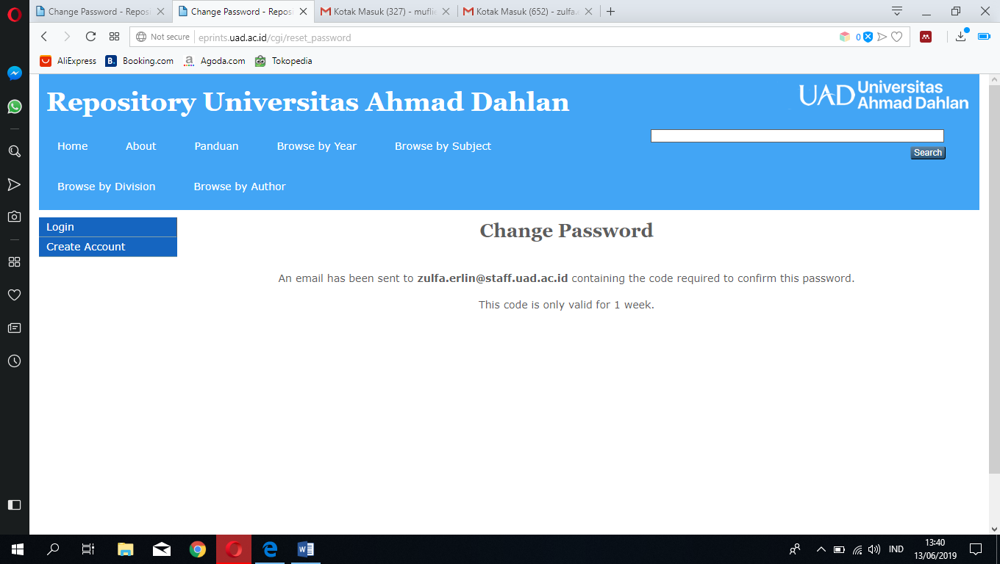 Change Password - Reposi
Change Password - Reposi
Kotak Masuk (327) - muflie
Kotak Masuk (652) - zulfa.e
Not secure
eprints.uad.ac.id/cgi/reset_password
0
AliExpress
B.
Booking.com
a
Agoda.com
Tokopedia
Repository Universitas Ahmad Dahlan
UAD Universitas
Ahmad Dahlan
Home
About
Panduan
Browse by Year
Browse by Subject
Search
Browse by Division
Browse by Author
Login
Create Account
Change Password
An email has been sent to zulfa.erlin@staff.uad.ac.id containing the code required to confirm this password.
This code is only valid for 1 week.
IND
13:40
13/06/2019